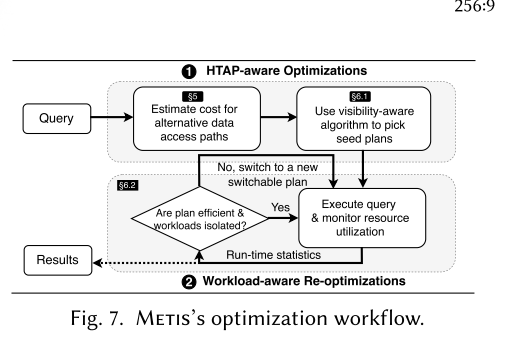 256:9
❶ HTAP-aware Optimizations
Query
§5
Estimate cost for
alternative data
access paths
§6.1
Use visibility-aware
algorithm to pick
seed plans
No, switch to a new
switchable plan
§6.2
Are plan efficient &
workloads isolated?
Yes
Execute query
& monitor resource
utilization
Results
Run-time statistics
❷ Workload-aware Re-optimizations
Fig. 7. METIS's optimization workflow.